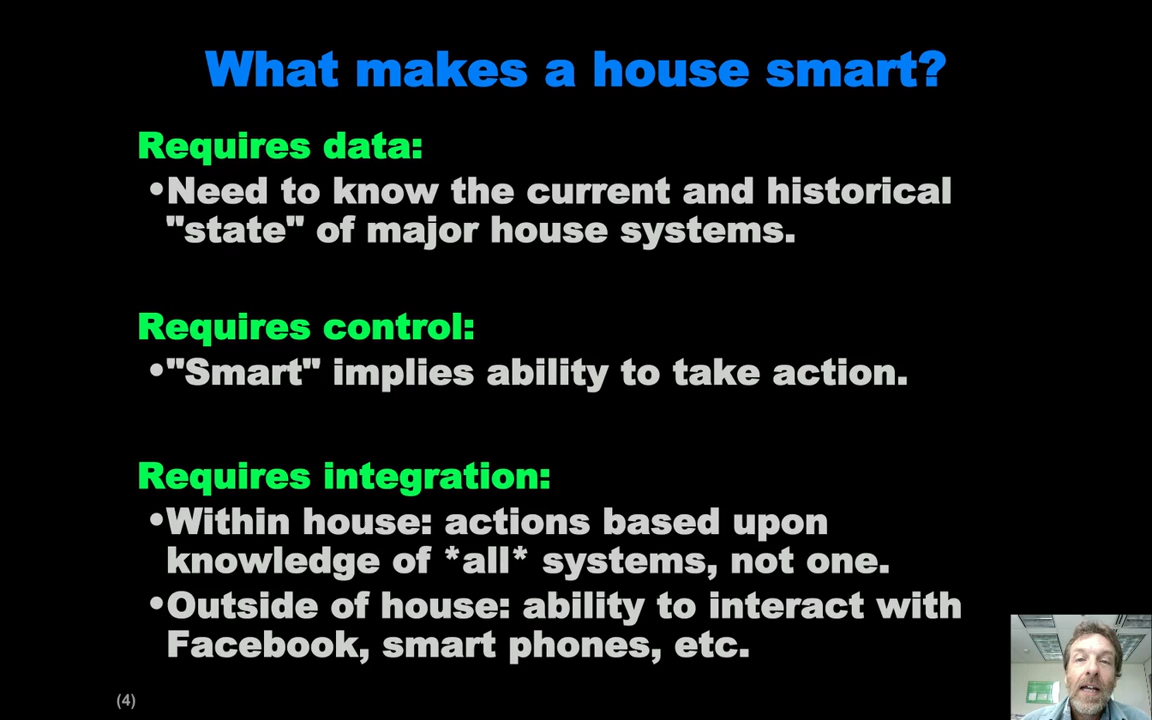 What makes a house smart?
Requires data:
•Need to know the current and historical
"state" of major house systems.
Requires control:
•"Smart" implies ability to take action.
Requires integration:
•Within house: actions based upon
knowledge of *all* systems, not one.
•Outside of house: ability to interact with
Facebook, smart phones, etc.
(4)